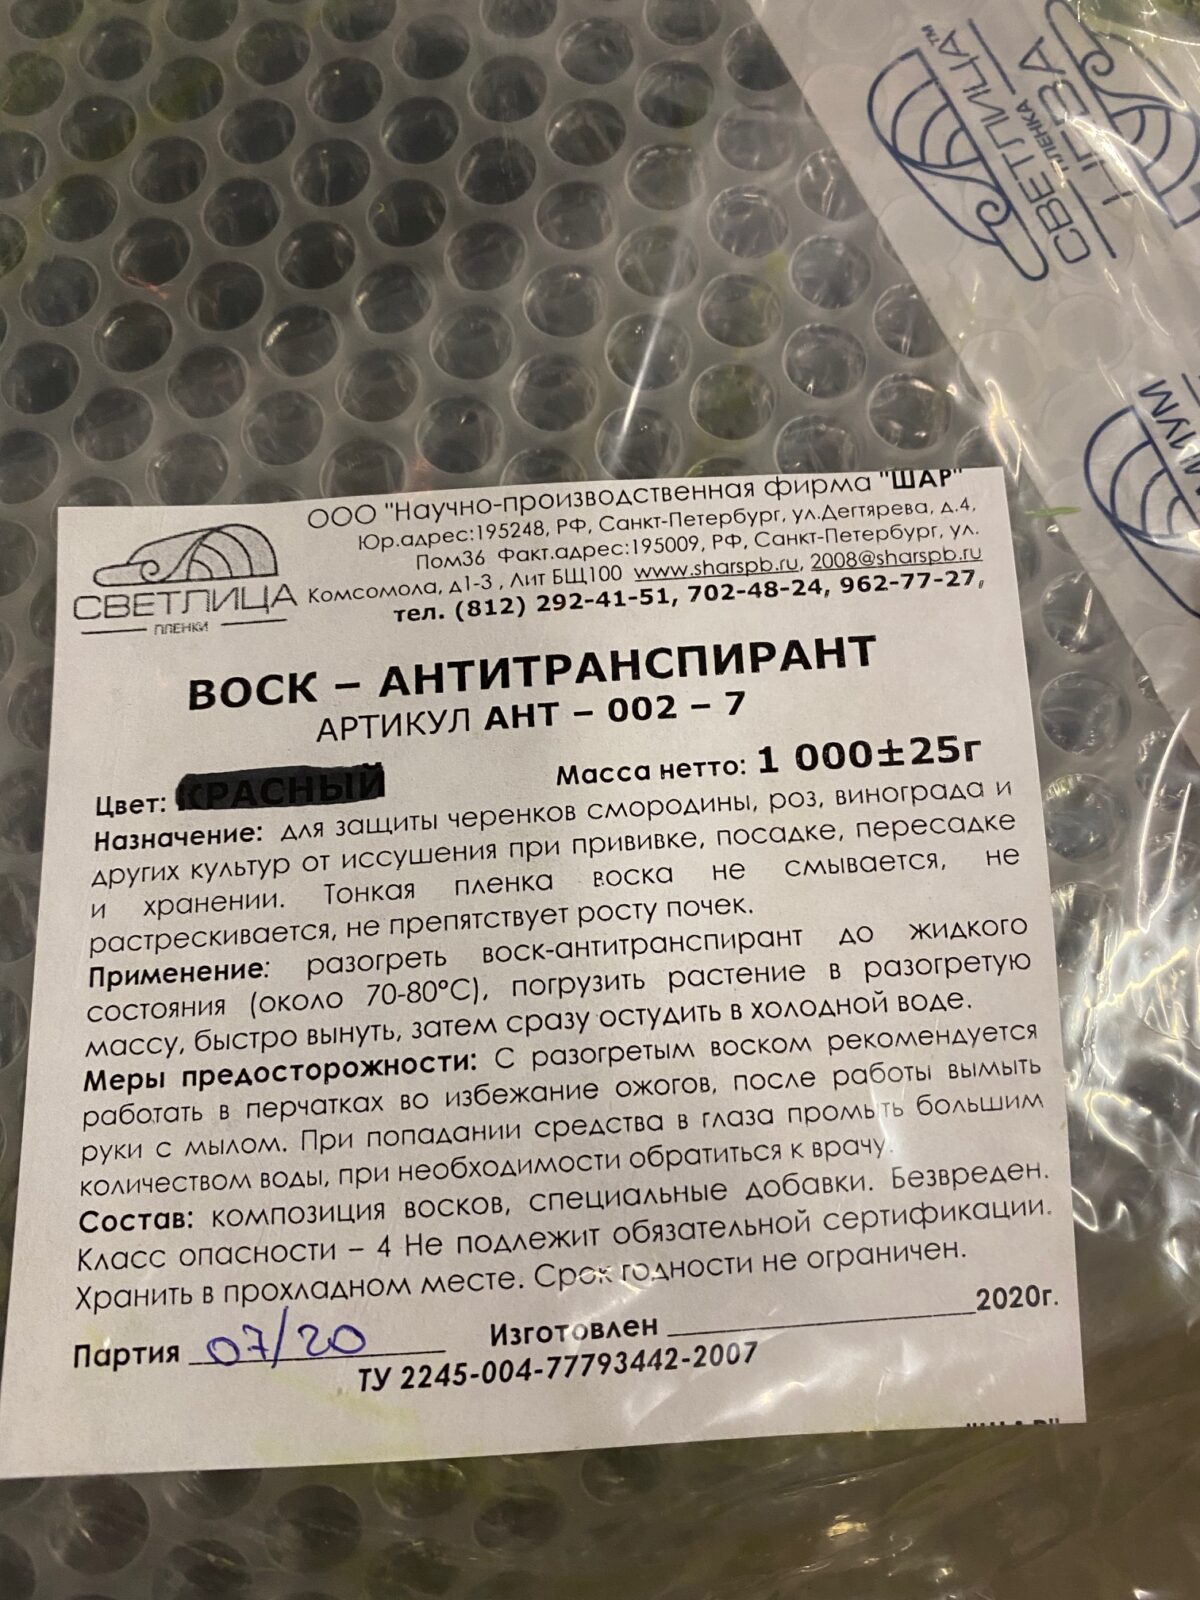 СВЕТЛИЦА™
ПЛЕНКА
СВЕТЛИЦА
ПЛЕНКИ
ООО "Научно-производственная фирма "ШАР"
Юр.адрес:195248, РФ, Санкт-Петербург, ул.Дегтярева, д.4,
Пом36 Факт.адрес:195009, РФ, Санкт-Петербург, ул.
Комсомола, д1-3 , Лит БЩ100 www.sharspb.ru, 2008@sharspb.ru
тел. (812) 292-41-51, 702-48-24, 962-77-27,
ВОСК – АНТИТРАНСПИРАНТ
АРТИКУЛ АНТ – 002 – 7
Цвет: КРАСНЫЙ
Масса нетто: 1 000±25г
Назначение: для защиты черенков смородины, роз, винограда и
других культур от иссушения при прививке, посадке, пересадке
и хранении. Тонкая пленка воска не смывается, не
растрескивается, не препятствует росту почек.
Применение: разогреть воск-антитранспирант до жидкого
состояния (около 70-80°С), погрузить растение в разогретую
массу, быстро вынуть, затем сразу остудить в холодной воде.
Меры предосторожности: С разогретым воском рекомендуется
работать в перчатках во избежание ожогов, после работы вымыть
руки с мылом. При попадании средства в глаза промыть большим
количеством воды, при необходимости обратиться к врачу.
Состав: композиция восков, специальные добавки. Безвреден.
Класс опасности – 4 Не подлежит обязательной сертификации.
Хранить в прохладном месте. Срок годности не ограничен.
Партия 07/20 Изготовлен 2020г.
ТУ 2245-004-77793442-2007